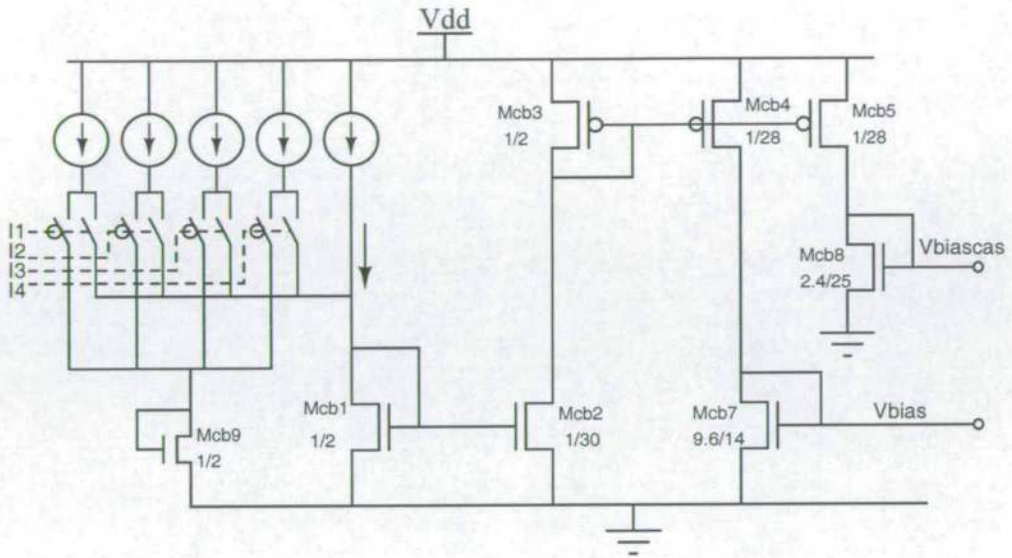 Vdd
Mcb3
1/2
Mcb4
1/28
Mcb5
1/28
I1
I2
I3
I4
Mcb8
2.4/25
Vbiascas
Mcb9
1/2
Mcb1
1/2
Mcb2
1/30
Mcb7
9.6/14
Vbias